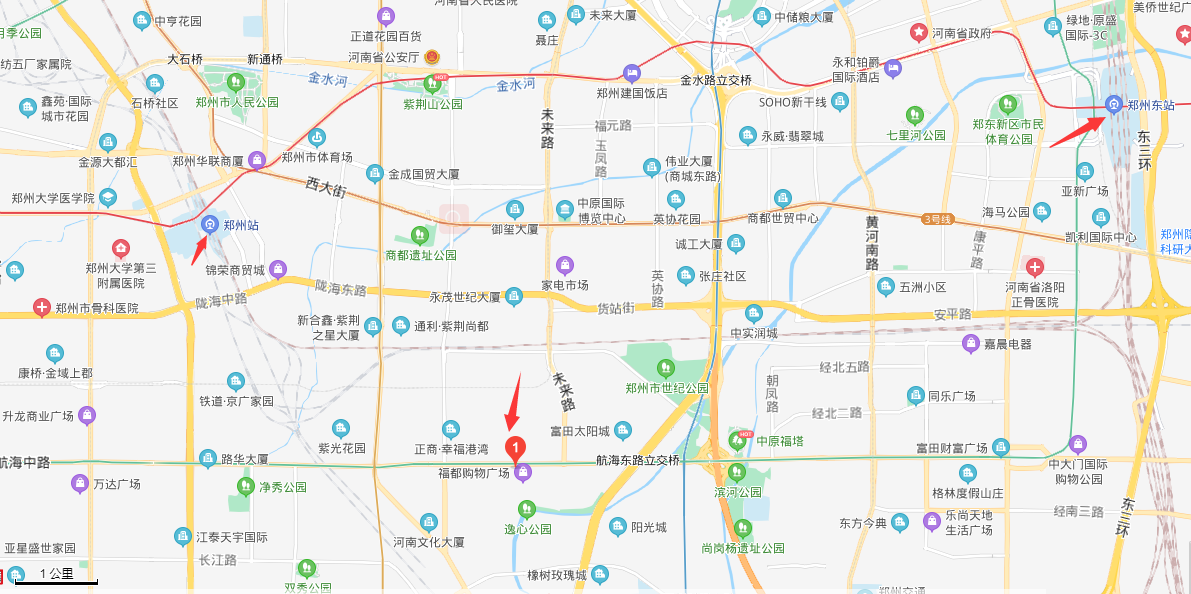 河南省人民医院
美侨世纪广
中亨花园
未来大厦
中储粮大厦
绿地·原盛
国际-3C
月季公园
正道花园百货
聂庄
河南省政府
大石桥
新通桥
河南省公安厅
纺五厂家属院
金水河
金水河
HOT
金水路立交桥
永和铂爵
国际酒店
鑫苑·国际
城市花园
石桥社区
郑州市人民公园
紫荆山公园
郑州建国饭店
SOHO新干线
郑州东站
未来路
福元路
七里河公园
郑东新区市民
体育公园
永威·翡翠城
玉凤路
东三环
金源大都汇
郑州华联商厦
郑州市体育场
金成国贸大厦
伟业大厦
(商城东路)
西大街
亚新广场
郑州大学医学院
郑州站
御玺大厦
中原国际
博览中心
英协花园
商都世贸中心
3号线
海马公园
黄河南路
康平路
凯利国际中心
商都遗址公园
诚工大厦
郑州大学第三
附属医院
锦荣商贸城
家电市场
张庄社区
英协路
五洲小区
河南省洛阳
正骨医院
陇海中路
陇海东路
永茂世纪大厦
货站街
安平路
郑州市骨科医院
新合鑫·紫荆
之星大厦
通利·紫荆尚都
中实润城
嘉晨电器
康桥·金域上郡
铁道·京广家园
未来路
郑州市世纪公园
经北五路
朝凤路
同乐广场
升龙商业广场
经北二路
紫光花园
正商·幸福港湾
1
富田太阳城
HOT
中原福塔
富田财富广场
航海中路
路华大厦
福都购物广场
航海东路立交桥
中大门国际
购物公园
万达广场
净秀公园
滨河公园
格林度假山庄
逸心公园
东三环
经南三路
江泰天宇国际
河南文化大厦
阳光城
尚岗杨遗址公园
东方今典
乐尚天地
生活广场
亚星盛世家园
长江路
1 公里
双秀公园
橡树玫瑰城
郑州交通